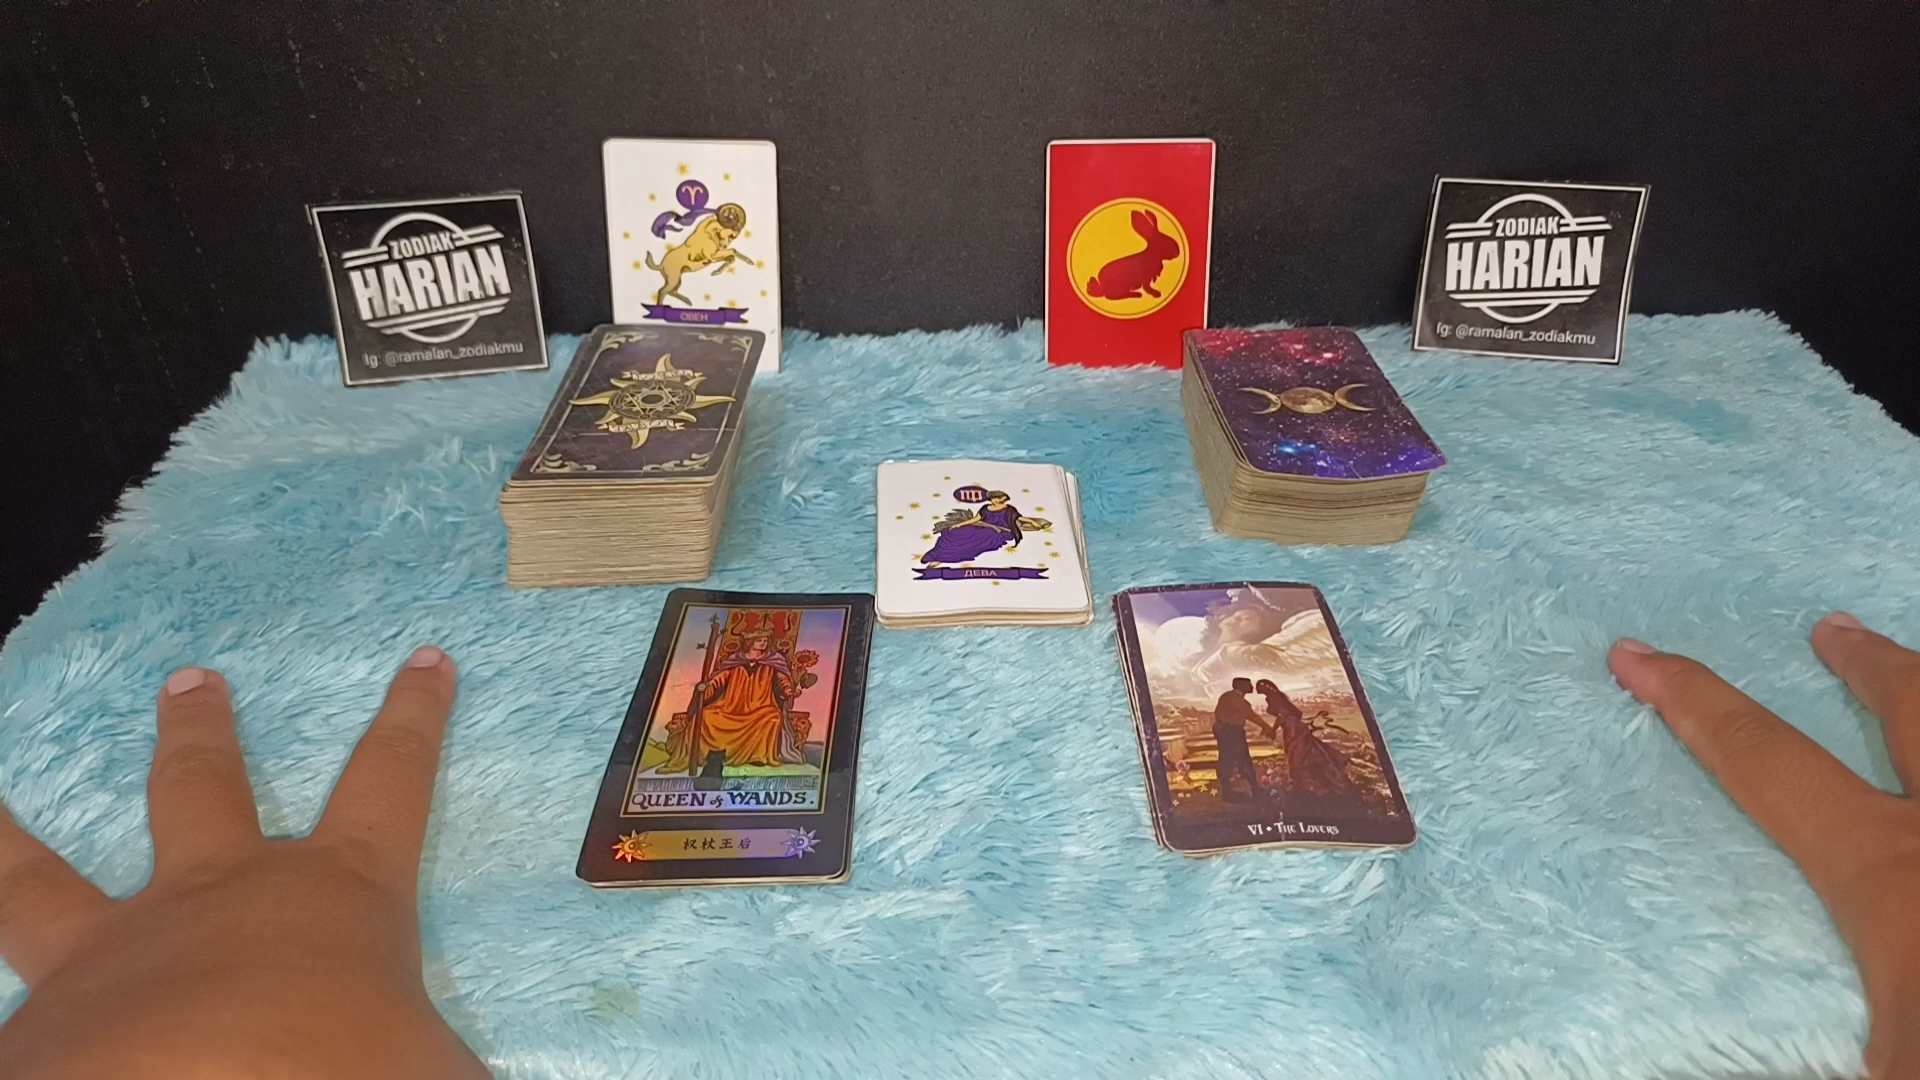 ZODIAK
HARIAN
Ig: @ramalan_zodiakmu
ОВЕН
ZODIAK
HARIAN
Ig: @ramalan_zodiakmu
TAROT
ДЕВА
QUEEN of WANDS.
权杖王后
VI • THE LOVERS